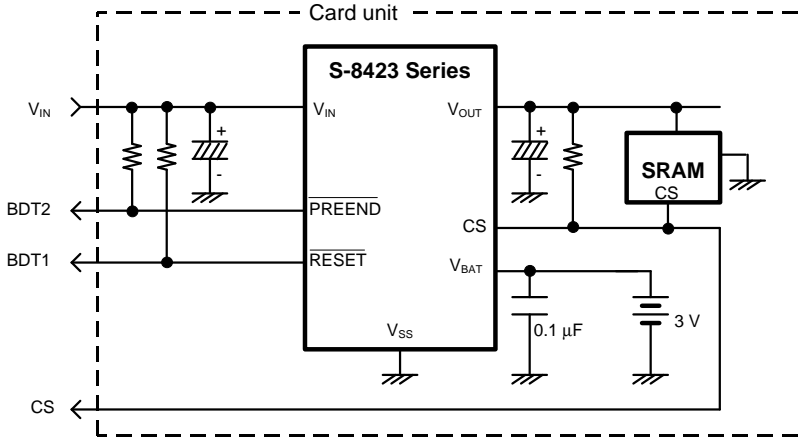 Card unit
S-8423 Series
VIN
VIN
VOUT
+
-
+
-
SRAM
CS
BDT2
PREEND
CS
BDT1
RESET
VBAT
0.1 μF
3 V
VSS
CS